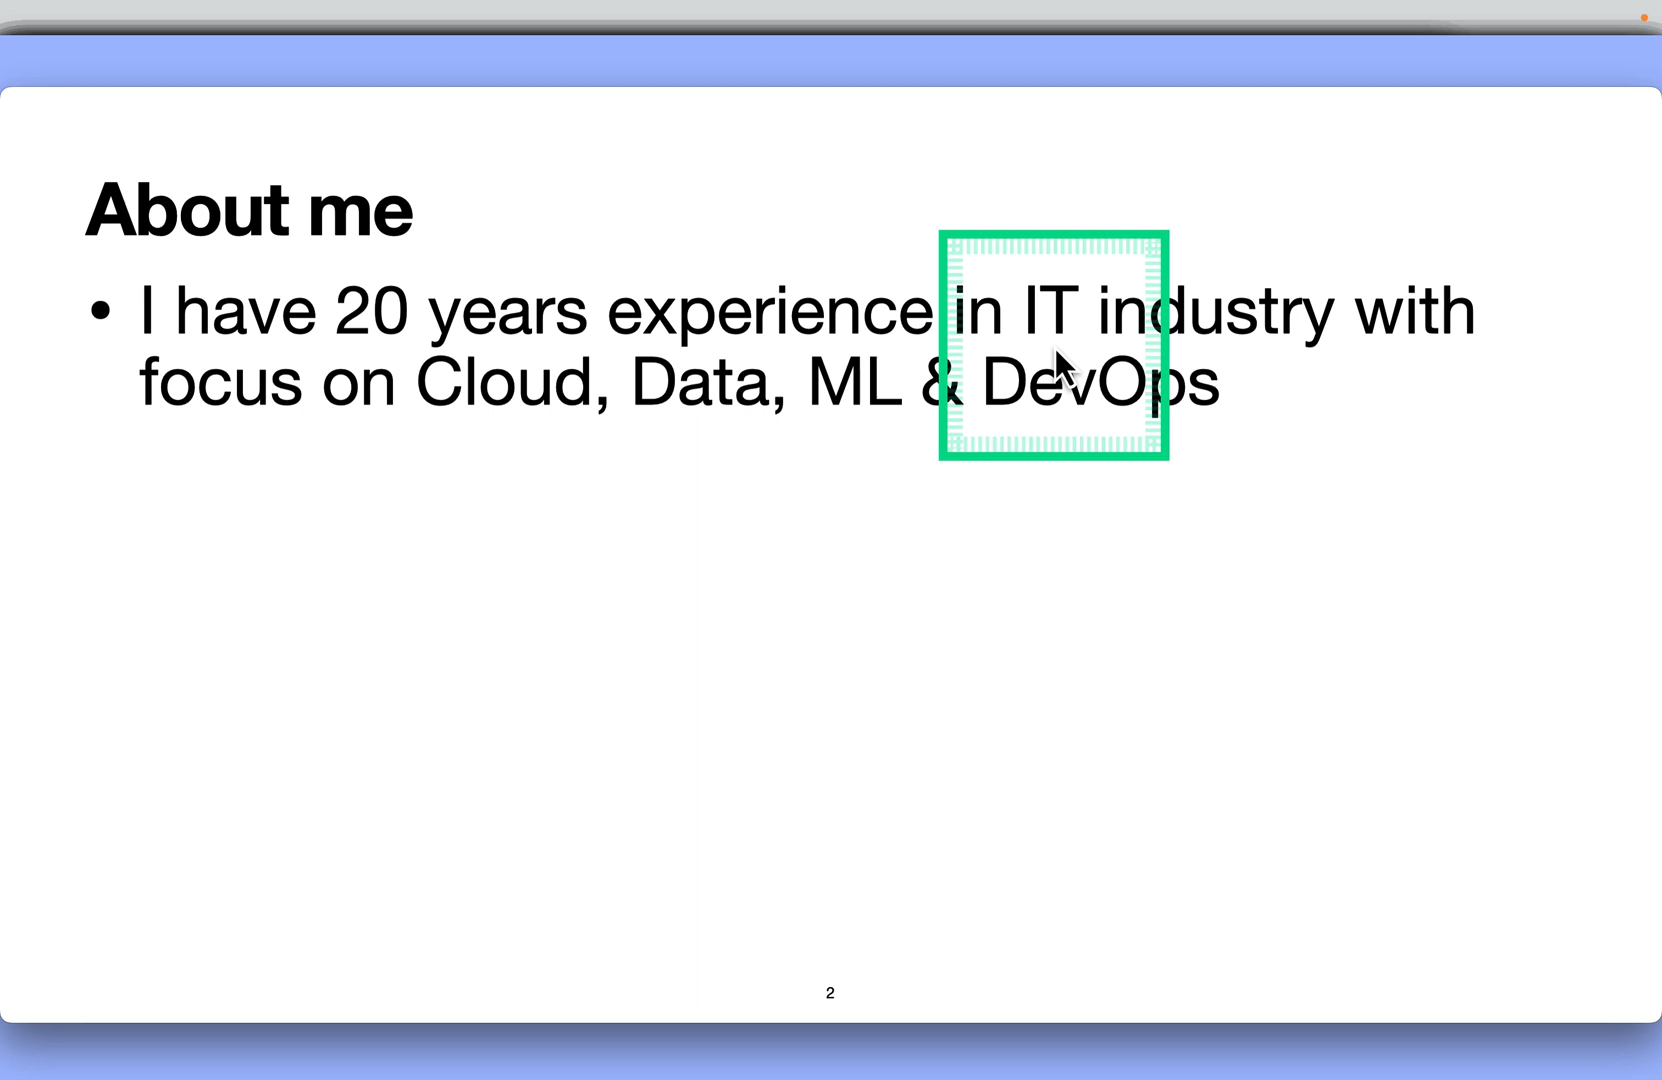 About me
• I have 20 years experience in IT industry with
focus on Cloud, Data, ML & DevOps
2